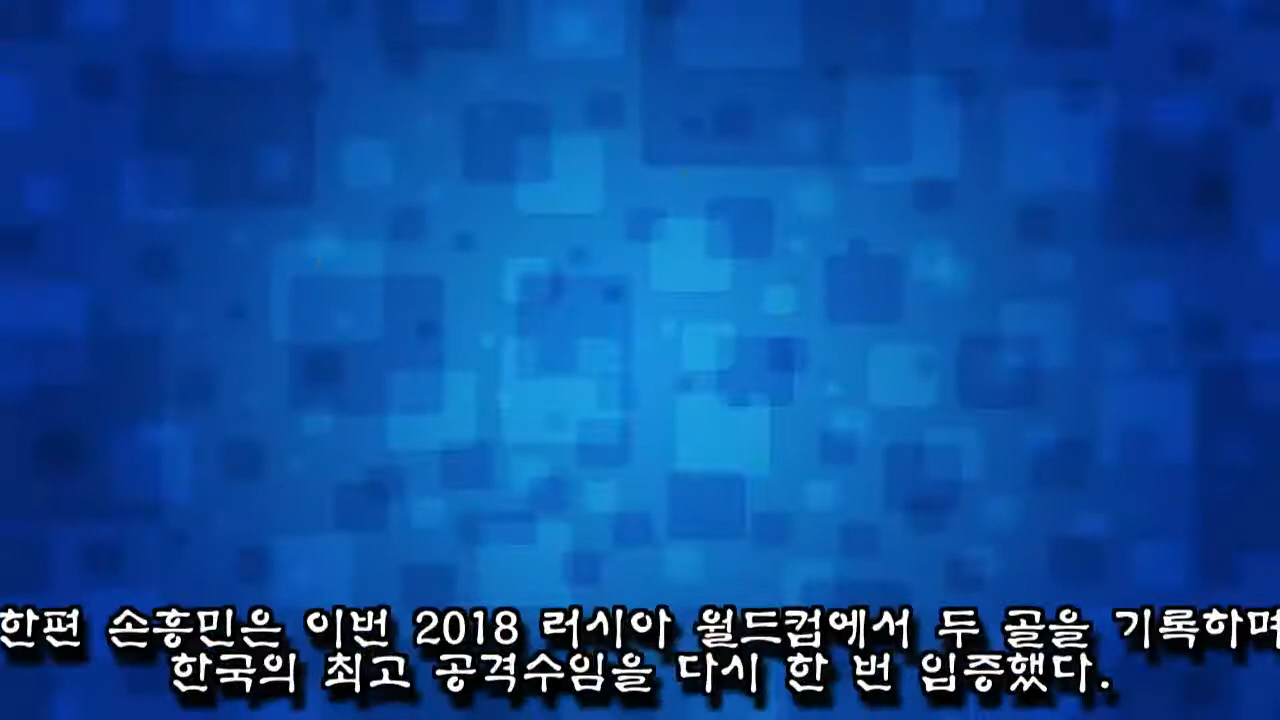 한편 손흥민은 이번 2018 러시아 월드컵에서 두 골을 기록하며
한국의 최고 공격수임을 다시 한 번 입증했다.